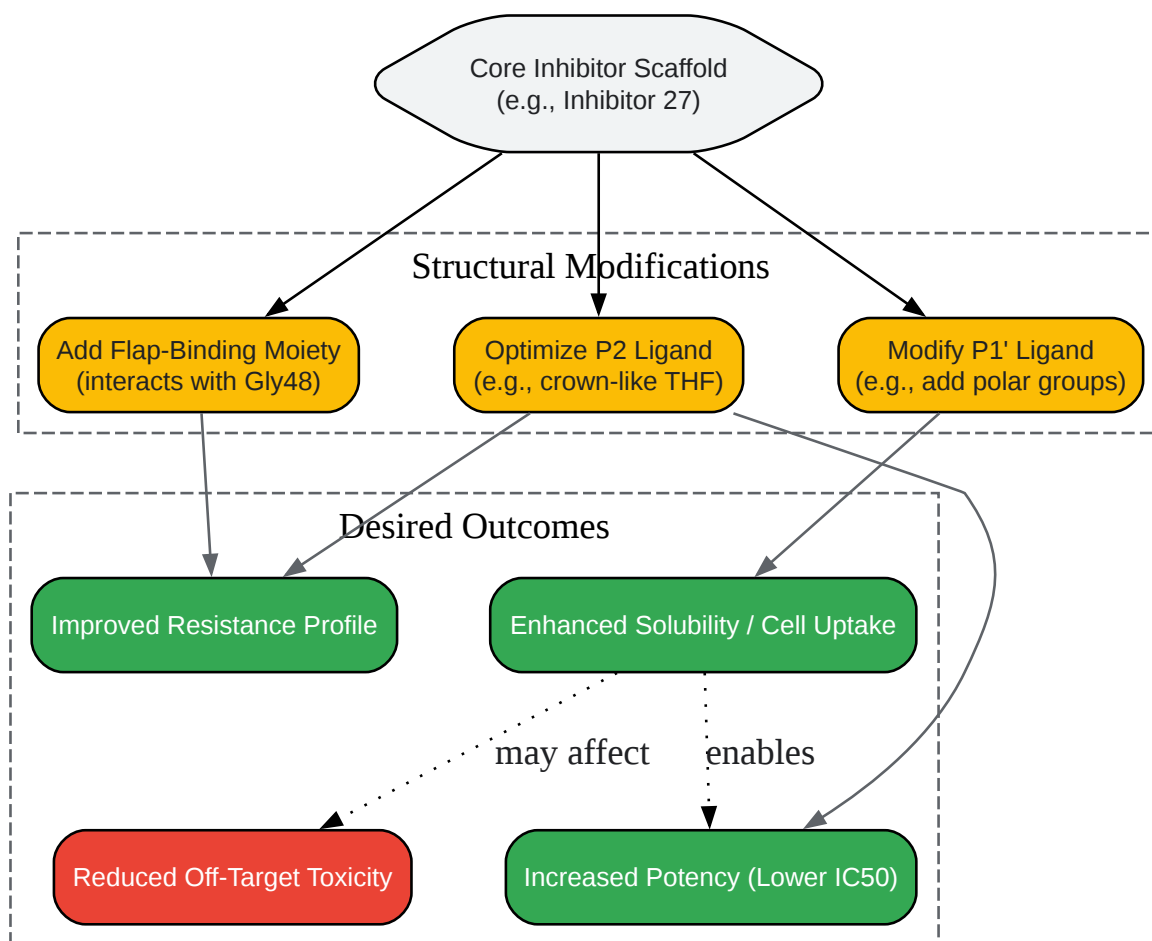 Core Inhibitor Scaffold
(e.g., Inhibitor 27)
Structural Modifications
Add Flap-Binding Moiety
(interacts with Gly48)
Optimize P2 Ligand
(e.g., crown-like THF)
Modify P1' Ligand
(e.g., add polar groups)
Desired Outcomes
Improved Resistance Profile
Enhanced Solubility / Cell Uptake
may affect
enables
Reduced Off-Target Toxicity
Increased Potency (Lower IC50)